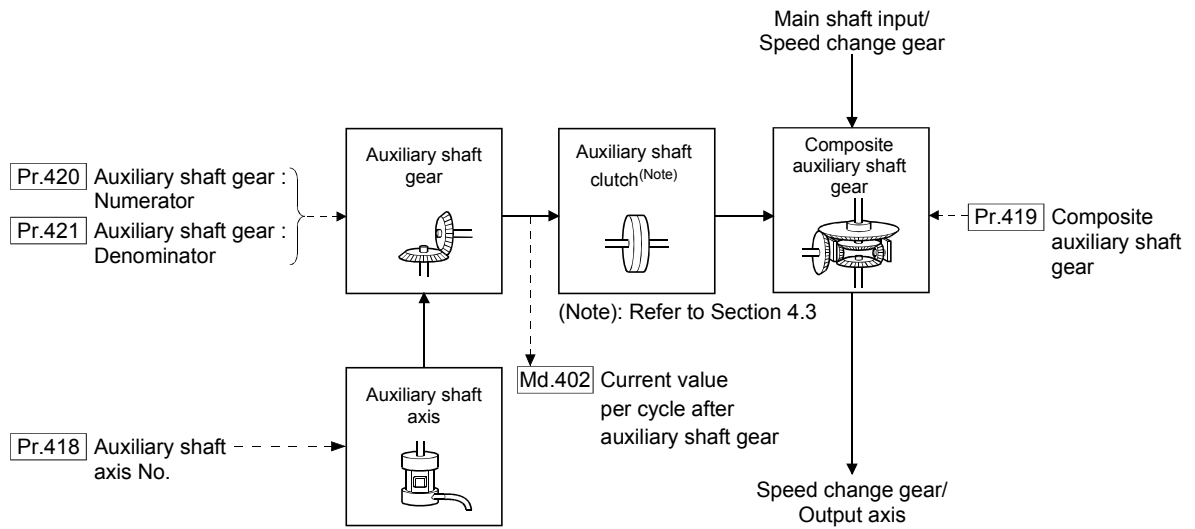 Main shaft input/
Speed change gear
Auxiliary shaft
gear
Auxiliary shaft
clutch(Note)
Composite
auxiliary shaft
gear
Pr.420 Auxiliary shaft gear :
Numerator
Pr.421 Auxiliary shaft gear :
Denominator
Pr.419 Composite
auxiliary shaft
gear
(Note): Refer to Section 4.3
Auxiliary shaft
axis
Md.402 Current value
per cycle after
auxiliary shaft gear
Pr.418 Auxiliary shaft
axis No.
Speed change gear/
Output axis